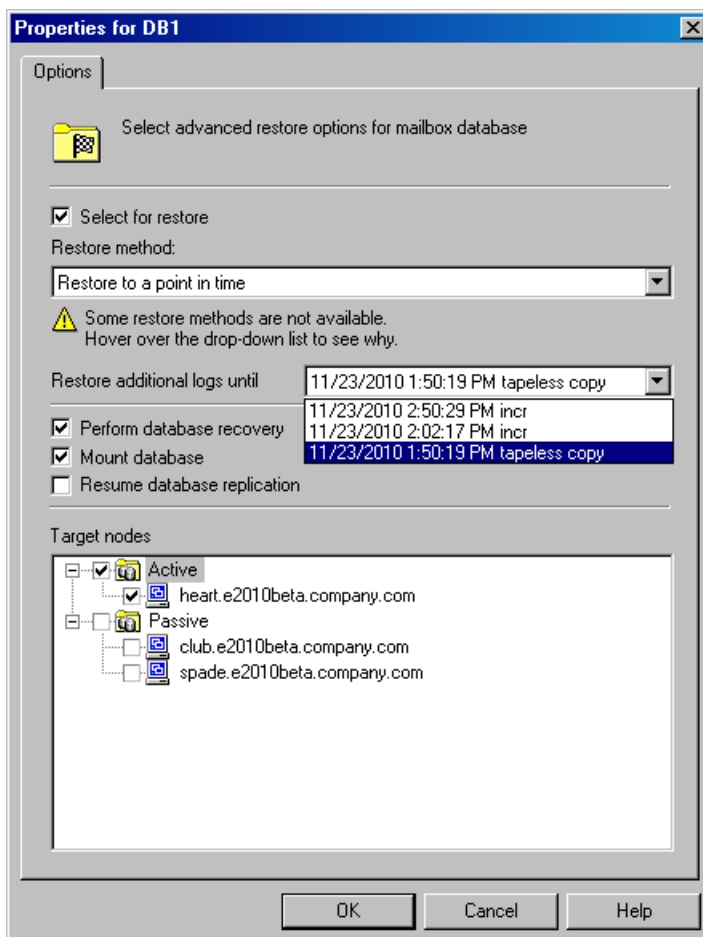 Properties for DB1
Options
Select advanced restore options for mailbox database
Select for restore
Restore method:
Restore to a point in time
Some restore methods are not available.
Hover over the drop-down list to see why.
Restore additional logs until
11/23/2010 1:50:19 PM tapeless copy
11/23/2010 2:50:29 PM incr
11/23/2010 2:02:17 PM incr
11/23/2010 1:50:19 PM tapeless copy
Perform database recovery
Mount database
Resume database replication
Target nodes
Active
heart.e2010beta.company.com
Passive
club.e2010beta.company.com
spade.e2010beta.company.com
OK
Cancel
Help